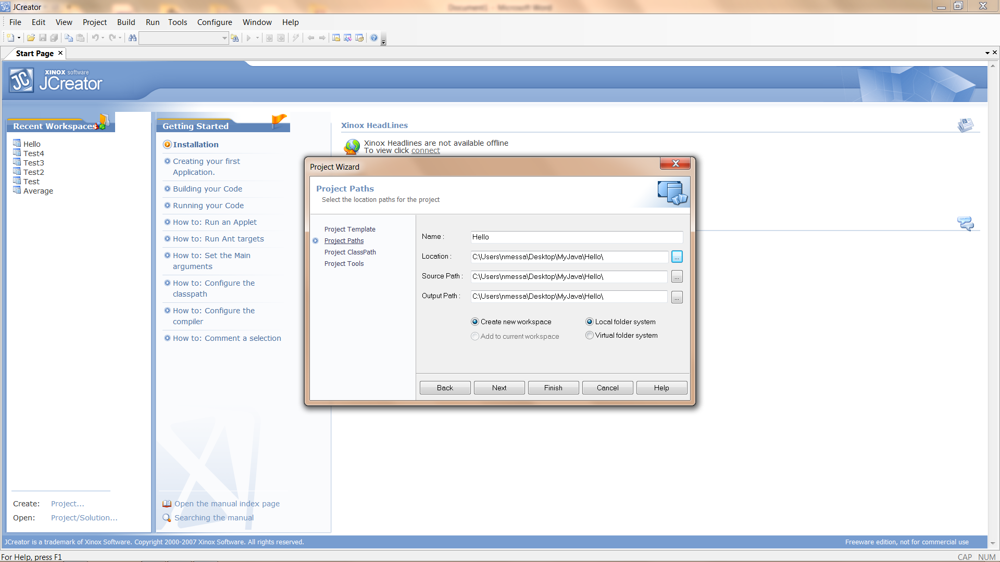 JCreator
Document1 - Microsoft Word
File Edit View Project Build Run Tools Configure Window Help
Start Page
XINOX software
JCreator
Recent Workspaces
Hello
Test4
Test3
Test2
Test
Average
Create: Project...
Open: Project/Solution...
Getting Started
Installation
Creating your first
Application.
Building your Code
Running your Code
How to: Run an Applet
How to: Run Ant targets
How to: Set the Main
arguments
How to: Configure the
classpath
How to: Configure the
compiler
How to: Comment a selection
Open the manual index page
Searching the manual
Xinox HeadLines
Xinox Headlines are not available offline
To view click connect
Project Wizard
Project Paths
Select the location paths for the project
Project Template
Project Paths
Project ClassPath
Project Tools
Name : Hello
Location : C:\Users\nmessa\Desktop\MyJava\Hello\ ...
Source Path : C:\Users\nmessa\Desktop\MyJava\Hello\ ...
Output Path : C:\Users\nmessa\Desktop\MyJava\Hello\ ...
Create new workspace Local folder system
Add to current workspace Virtual folder system
Back Next Finish Cancel Help
JCreator is a trademark of Xinox Software. Copyright 2000-2007 Xinox Software. All rights reserved. Freeware edition, not for commercial use
For Help, press F1 CAP NUM